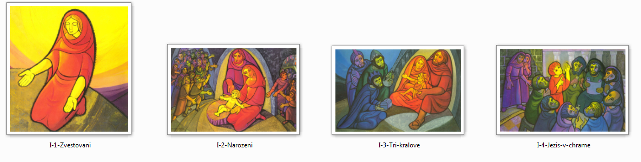 I-1-Zvestovani
I-2-Narozeni
I-3-Tri-kralove
I-4-Jezis-v-chrame